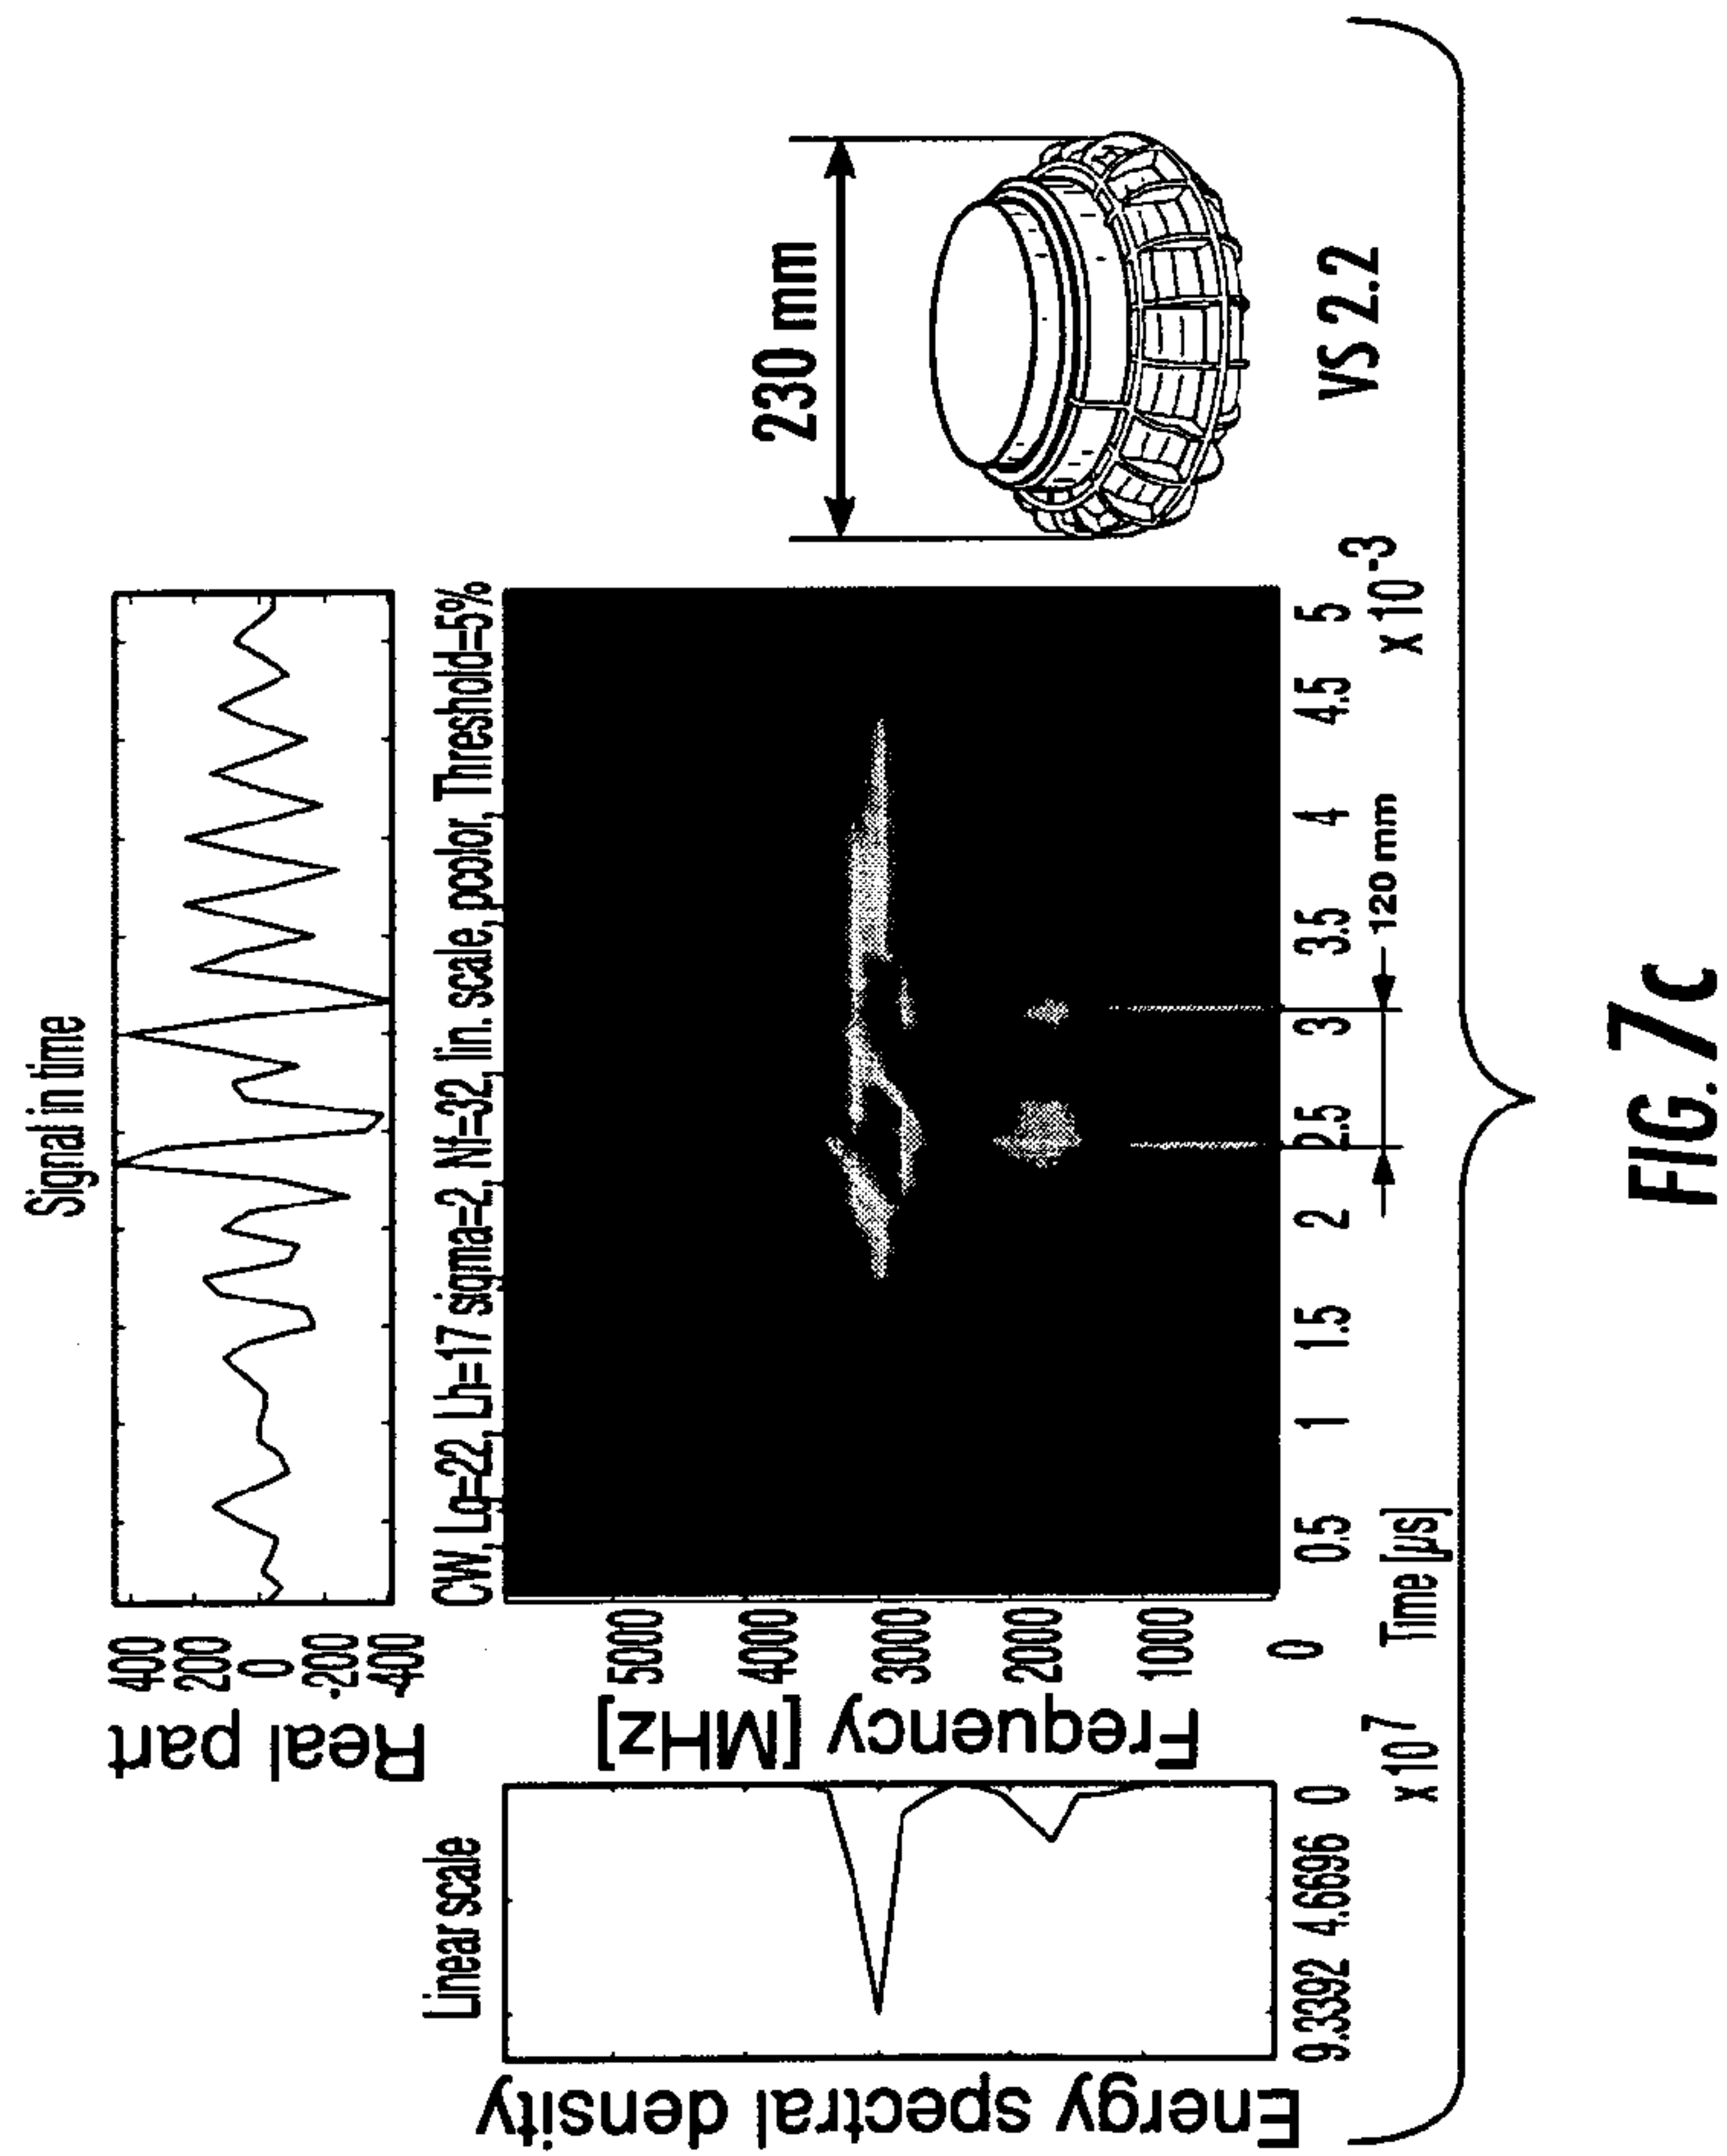 Signal in time
Real part
400
200
0
-200
-400
CW, Lg=22, Lh=17 sigma=2, Nf=32, lin. scale, pcolor, Threshold=5%
Linear scale
Energy spectral density
9.3392 4.6696 0
x 10^7
Frequency [MHz]
5000
4000
3000
2000
1000
0
0.5 1 1.5 2 2.5 3 3.5 4 4.5 5
Time [µs]
x 10^-3
120 mm
230 mm
VS 2.2
FIG. 7C